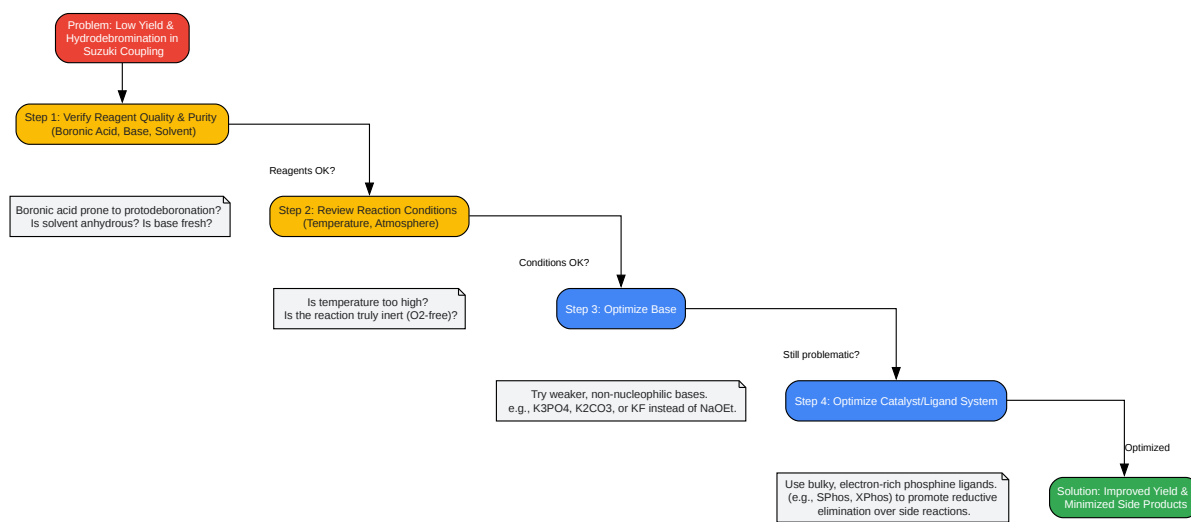 Problem: Low Yield &
Hydrodebromination in
Suzuki Coupling
Step 1: Verify Reagent Quality & Purity
(Boronic Acid, Base, Solvent)
Reagents OK?
Boronic acid prone to protodeboronation?
Is solvent anhydrous? Is base fresh?
Step 2: Review Reaction Conditions
(Temperature, Atmosphere)
Conditions OK?
Is temperature too high?
Is the reaction truly inert (O2-free)?
Step 3: Optimize Base
Still problematic?
Try weaker, non-nucleophilic bases.
e.g., K3PO4, K2CO3, or KF instead of NaOEt.
Step 4: Optimize Catalyst/Ligand System
Optimized
Use bulky, electron-rich phosphine ligands.
(e.g., SPhos, XPhos) to promote reductive
elimination over side reactions.
Solution: Improved Yield &
Minimized Side Products